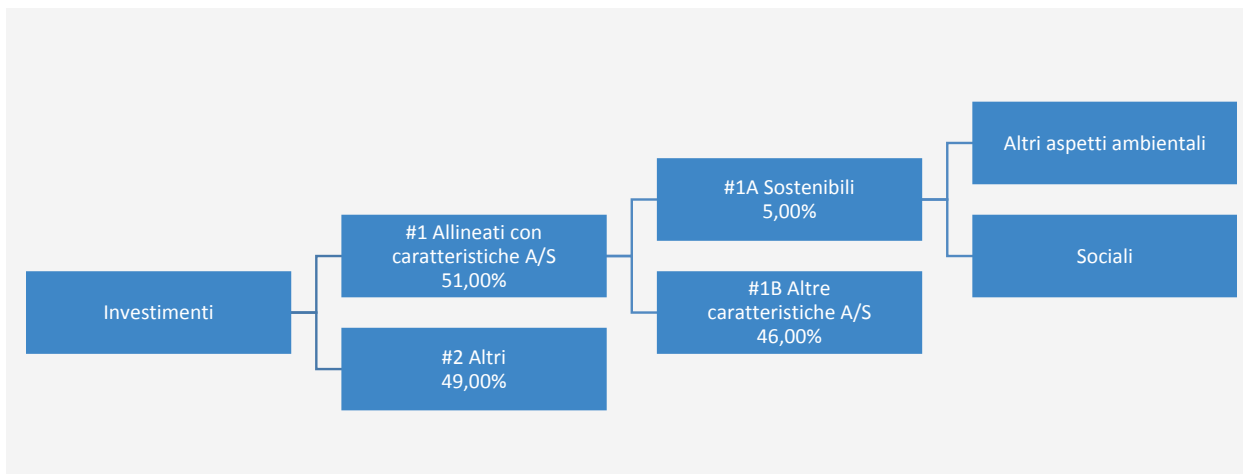 Investimenti
#1 Allineati con
caratteristiche A/S
51,00%
#2 Altri
49,00%
#1A Sostenibili
5,00%
#1B Altre
caratteristiche A/S
46,00%
Altri aspetti ambientali
Sociali